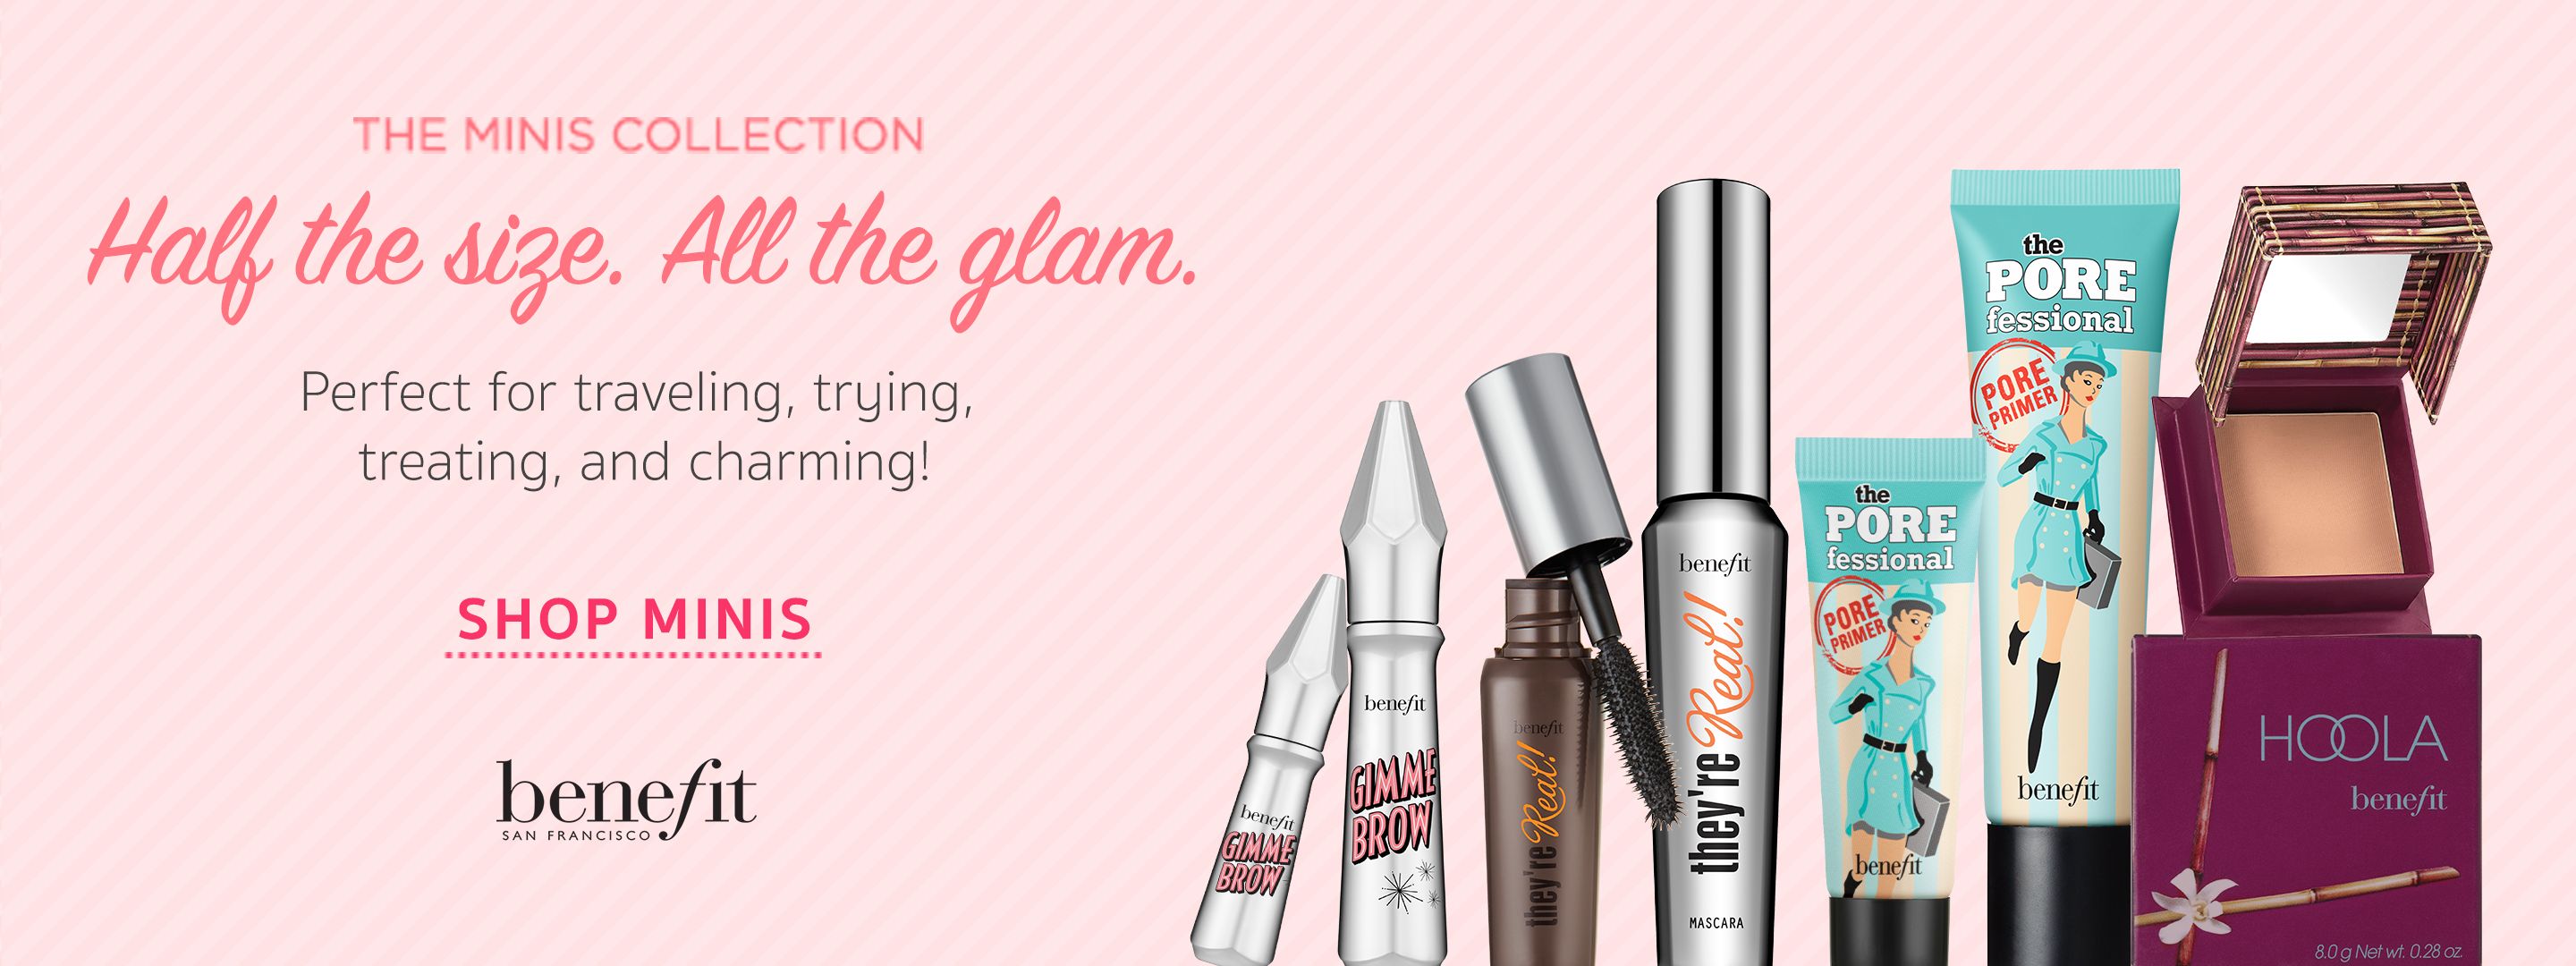 THE MINIS COLLECTION
Half the size. All the glam.
Perfect for traveling, trying,
treating, and charming!
SHOP MINIS
benefit
SAN FRANCISCO
benefit
GIMME
BROW
benefit
GIMME
BROW
benefit
they're Real!
benefit
they're Real!
MASCARA
the
PORE
fessional
PORE
PRIMER
benefit
the
PORE
fessional
PORE
PRIMER
benefit
HOOLA
benefit
8.0 g Net wt. 0.28 oz.